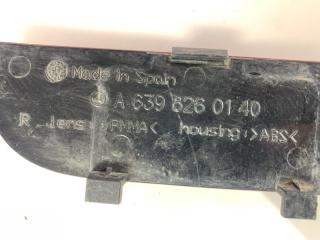 Made in Spain
A 639 826 01 40
R lens >PMMA< housing >ABS<